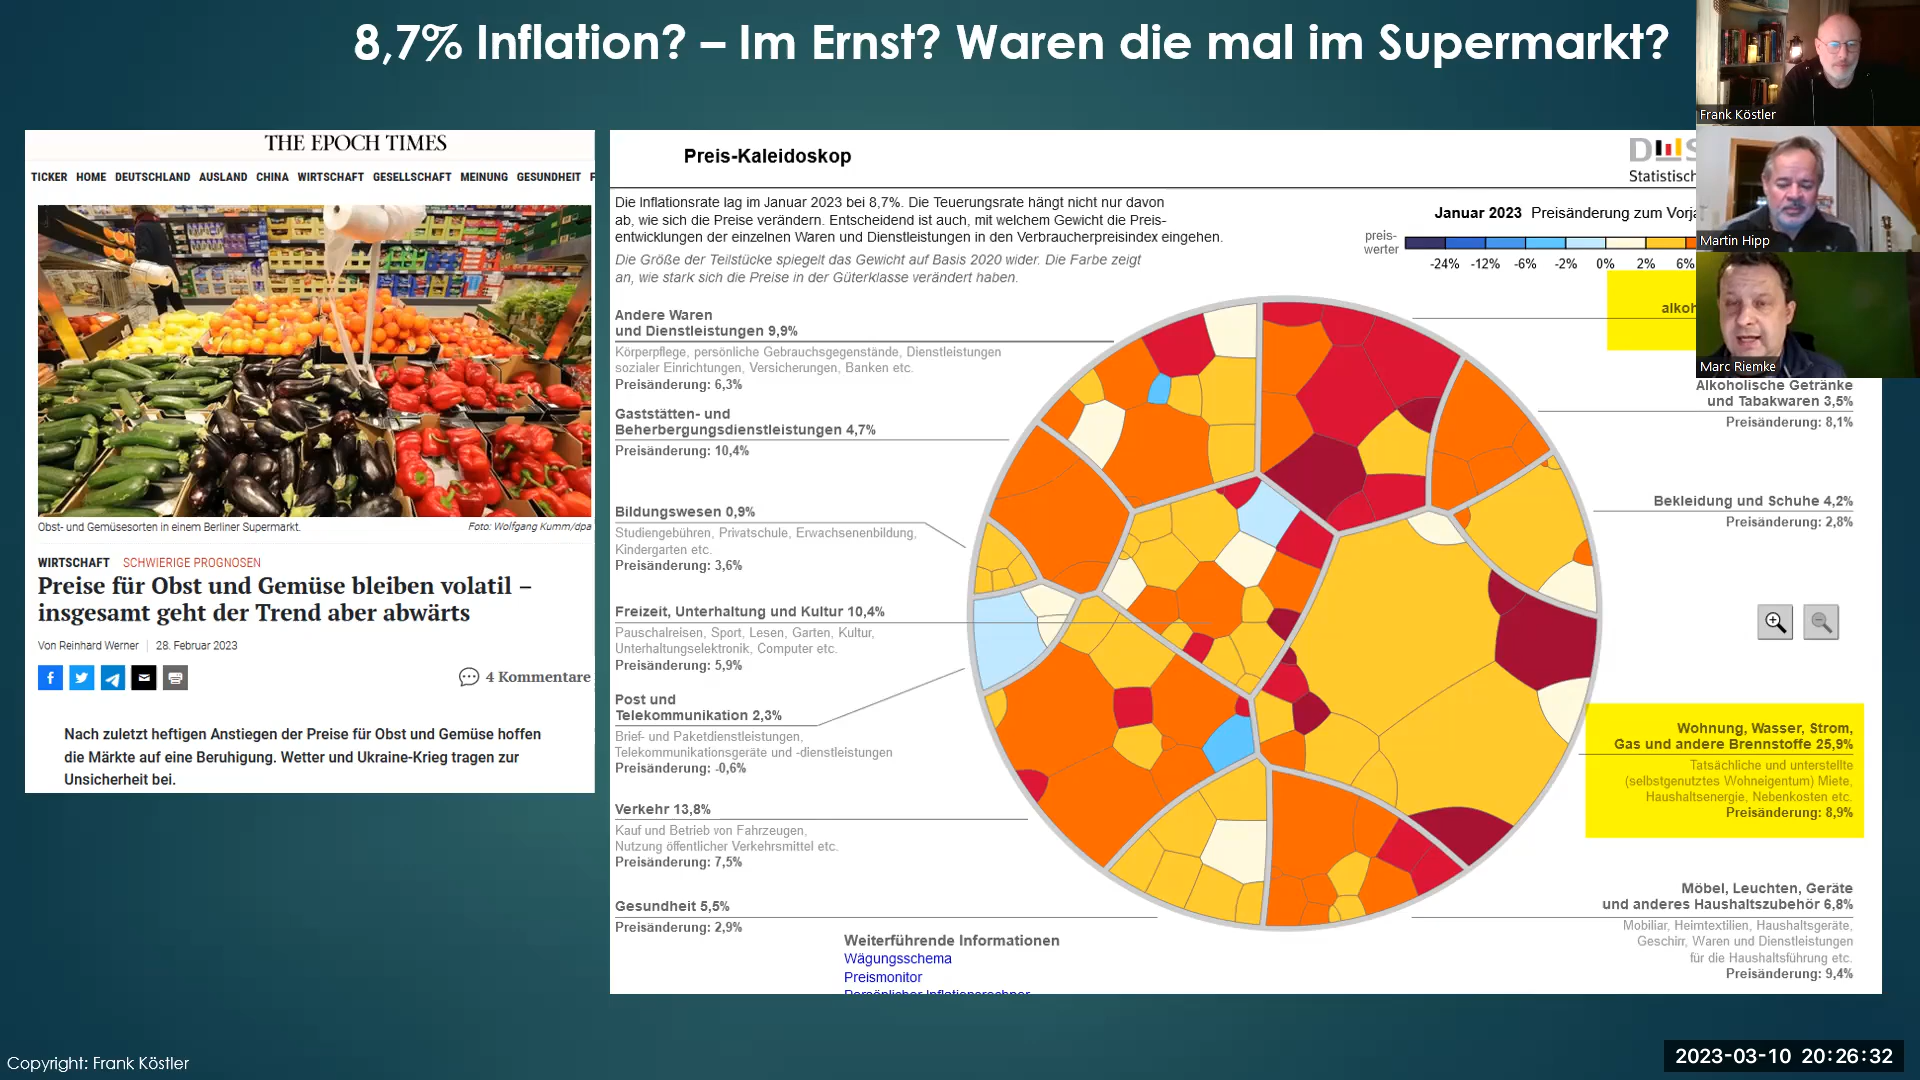 8,7% Inflation? – Im Ernst? Waren die mal im Supermarkt?
THE EPOCH TIMES
TICKER HOME DEUTSCHLAND AUSLAND CHINA WIRTSCHAFT GESELLSCHAFT MEINUNG GESUNDHEIT F
Obst- und Gemüsesorten in einem Berliner Supermarkt.
Foto: Wolfgang Kumm/dpa
WIRTSCHAFT SCHWIERIGE PROGNOSEN
Preise für Obst und Gemüse bleiben volatil –
insgesamt geht der Trend aber abwärts
Von Reinhard Werner 28. Februar 2023
4 Kommentare
Nach zuletzt heftigen Anstiegen der Preise für Obst und Gemüse hoffen
die Märkte auf eine Beruhigung. Wetter und Ukraine-Krieg tragen zur
Unsicherheit bei.
Preis-Kaleidoskop
Statistisch
Die Inflationsrate lag im Januar 2023 bei 8,7%. Die Teuerungsrate hängt nicht nur davon
ab, wie sich die Preise verändern. Entscheidend ist auch, mit welchem Gewicht die Preis-
entwicklungen der einzelnen Waren und Dienstleistungen in den Verbraucherpreisindex eingehen.
Die Größe der Teilstücke spiegelt das Gewicht auf Basis 2020 wider. Die Farbe zeigt
an, wie stark sich die Preise in der Güterklasse verändert haben.
Januar 2023 Preisänderung zum Vorja
preis-
werter
-24% -12% -6% -2% 0% 2% 6%
Andere Waren
und Dienstleistungen 9,9%
Körperpflege, persönliche Gebrauchsgegenstände, Dienstleistungen
sozialer Einrichtungen, Versicherungen, Banken etc.
Preisänderung: 6,3%
Gaststätten- und
Beherbergungsdienstleistungen 4,7%
Preisänderung: 10,4%
Bildungswesen 0,9%
Studiengebühren, Privatschule, Erwachsenenbildung,
Kindergarten etc.
Preisänderung: 3,6%
Freizeit, Unterhaltung und Kultur 10,4%
Pauschalreisen, Sport, Lesen, Garten, Kultur,
Unterhaltungselektronik, Computer etc.
Preisänderung: 5,9%
Post und
Telekommunikation 2,3%
Brief- und Paketdienstleistungen,
Telekommunikationsgeräte und -dienstleistungen
Preisänderung: -0,6%
Verkehr 13,8%
Kauf und Betrieb von Fahrzeugen,
Nutzung öffentlicher Verkehrsmittel etc.
Preisänderung: 7,5%
Gesundheit 5,5%
Preisänderung: 2,9%
Weiterführende Informationen
Wägungsschema
Preismonitor
Persönlicher Inflationsrechner
alkoh
Alkoholische Getränke
und Tabakwaren 3,5%
Preisänderung: 8,1%
Bekleidung und Schuhe 4,2%
Preisänderung: 2,8%
Wohnung, Wasser, Strom,
Gas und andere Brennstoffe 25,9%
Tatsächliche und unterstellte
(selbstgenutztes Wohneigentum) Miete,
Haushaltsenergie, Nebenkosten etc.
Preisänderung: 8,9%
Möbel, Leuchten, Geräte
und anderes Haushaltszubehör 6,8%
Mobiliar, Heimtextilien, Haushaltsgeräte,
Geschirr, Waren und Dienstleistungen
für die Haushaltsführung etc.
Preisänderung: 9,4%
Frank Köstler
Martin Hipp
Marc Riemke
Copyright: Frank Köstler
2023-03-10 20:26:32